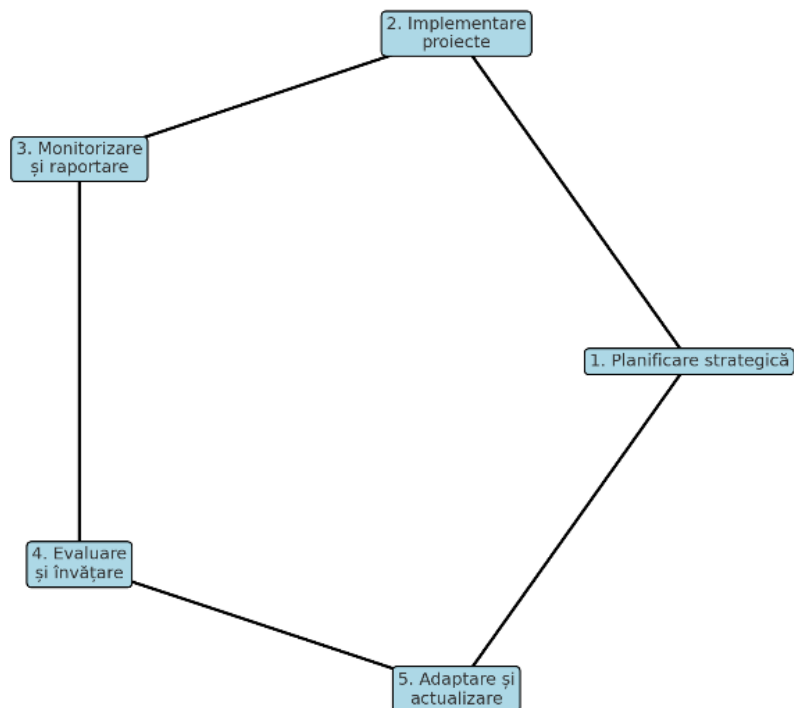 2. Implementare
proiecte
3. Monitorizare
și raportare
1. Planificare strategică
4. Evaluare
și învățare
5. Adaptare și
actualizare